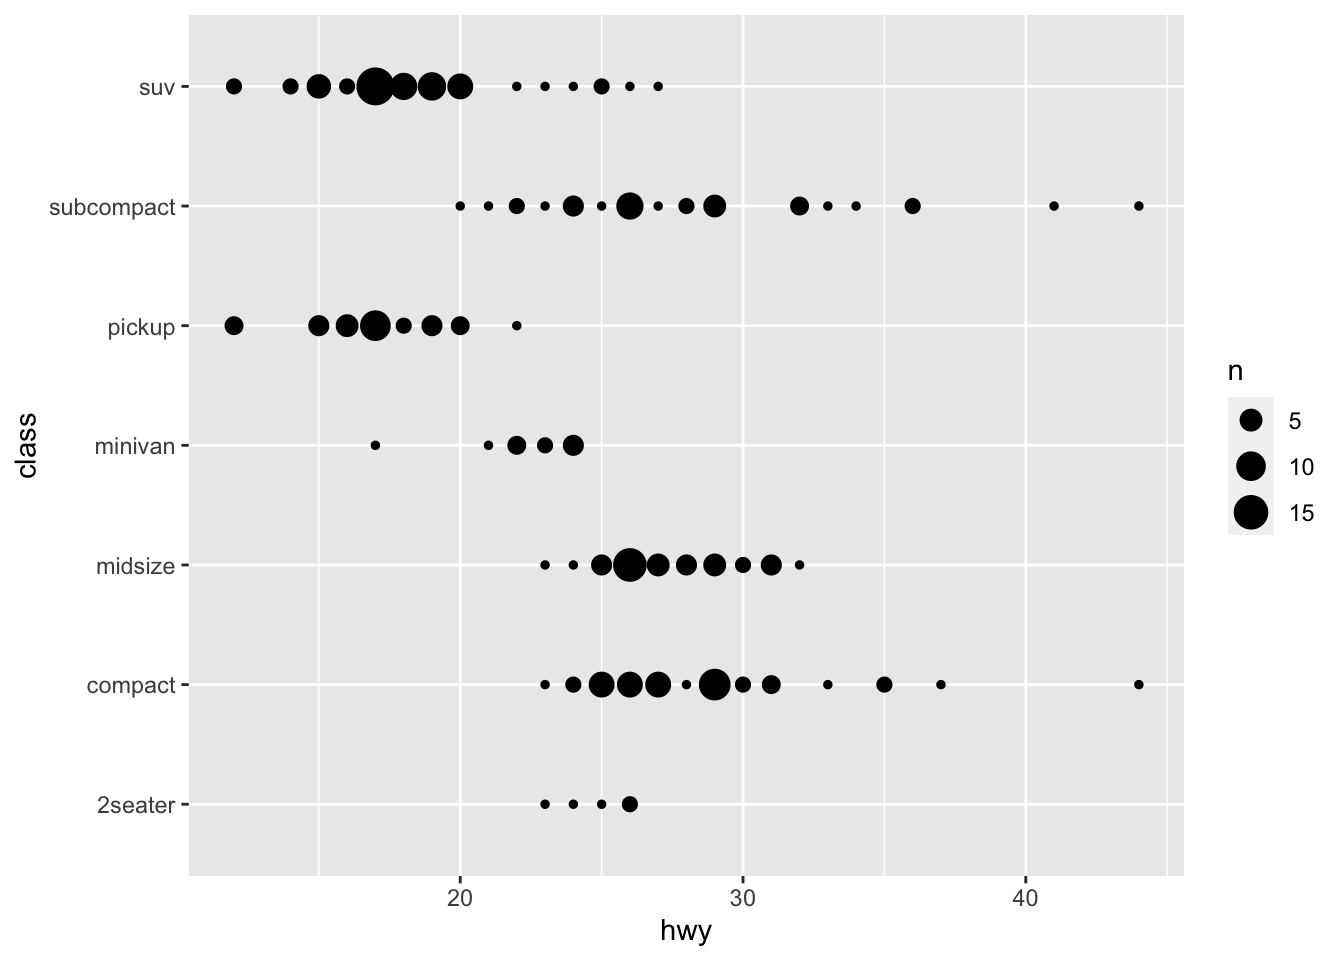 suv
subcompact
pickup
minivan
midsize
compact
2seater
class
20 30 40
hwy
n
5
10
15